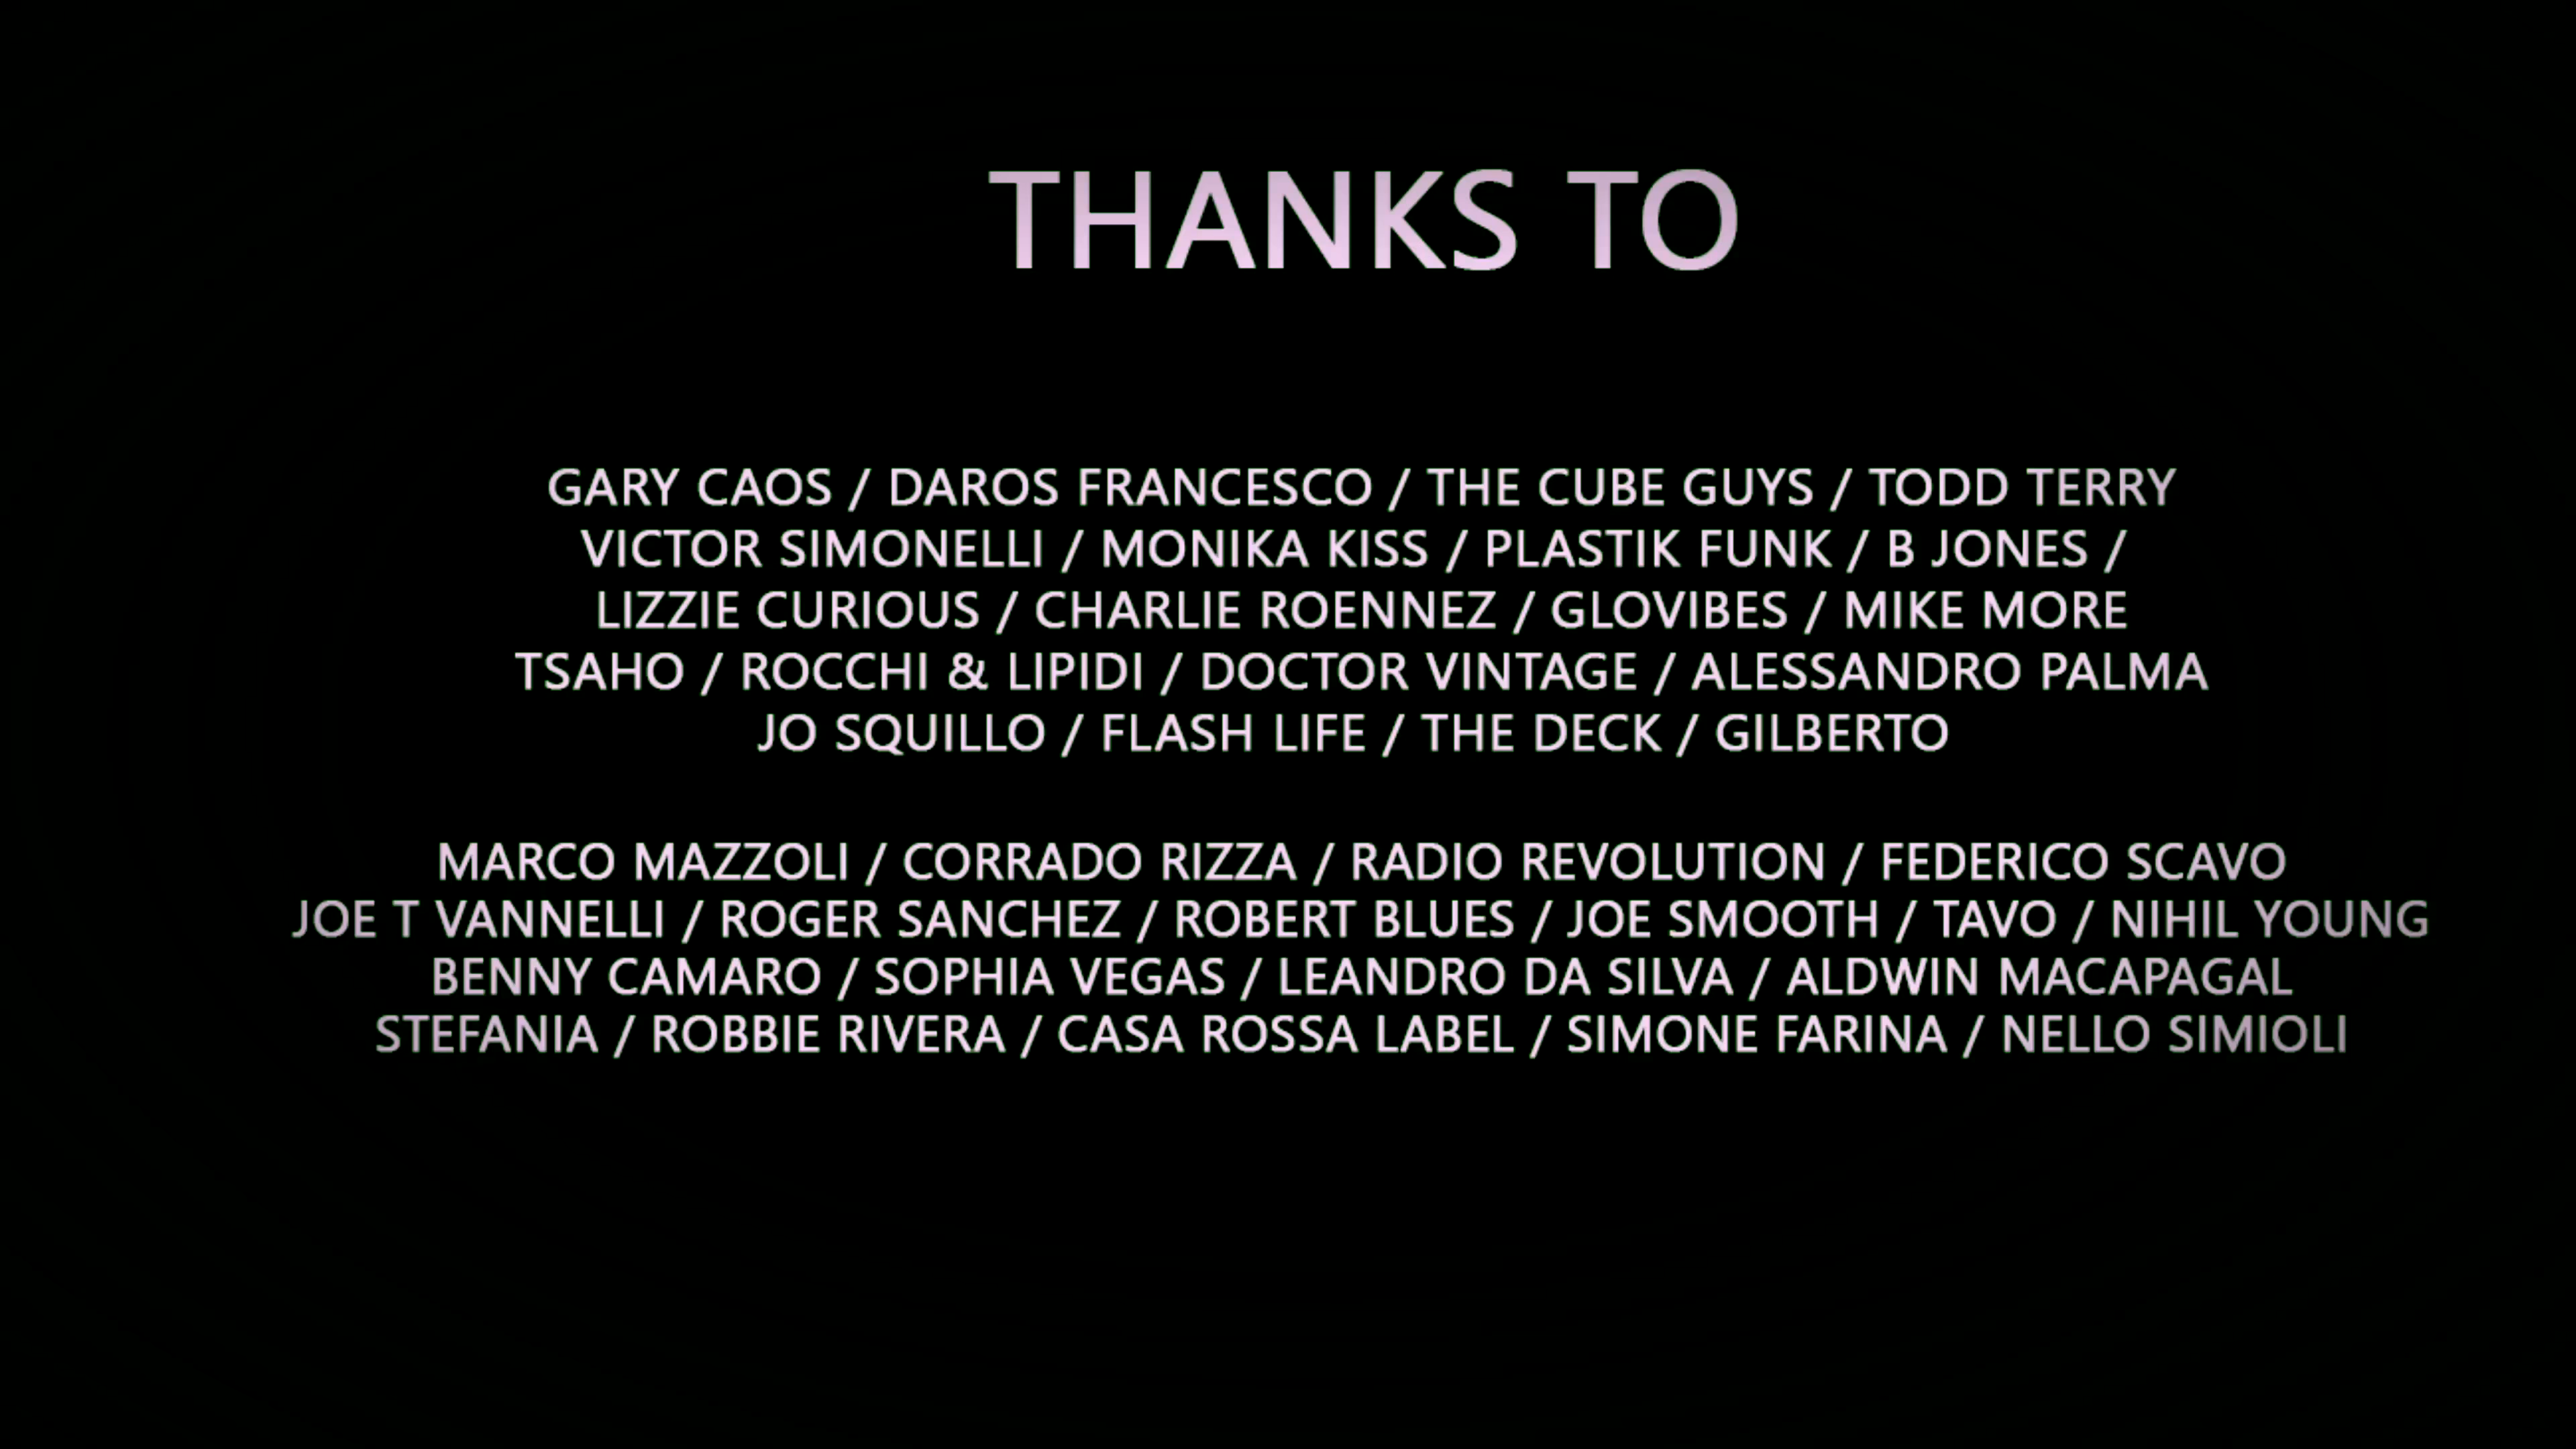 THANKS TO
GARY CAOS / DAROS FRANCESCO / THE CUBE GUYS / TODD TERRY
VICTOR SIMONELLI / MONIKA KISS / PLASTIK FUNK / B JONES /
LIZZIE CURIOUS / CHARLIE ROENNEZ / GLOVIBES / MIKE MORE
TSAHO / ROCCHI & LIPIDI / DOCTOR VINTAGE / ALESSANDRO PALMA
JO SQUILLO / FLASH LIFE / THE DECK / GILBERTO
MARCO MAZZOLI / CORRADO RIZZA / RADIO REVOLUTION / FEDERICO SCAVO
JOE T VANNELLI / ROGER SANCHEZ / ROBERT BLUES / JOE SMOOTH / TAVO / NIHIL YOUNG
BENNY CAMARO / SOPHIA VEGAS / LEANDRO DA SILVA / ALDWIN MACAPAGAL
STEFANIA / ROBBIE RIVERA / CASA ROSSA LABEL / SIMONE FARINA / NELLO SIMIOLI